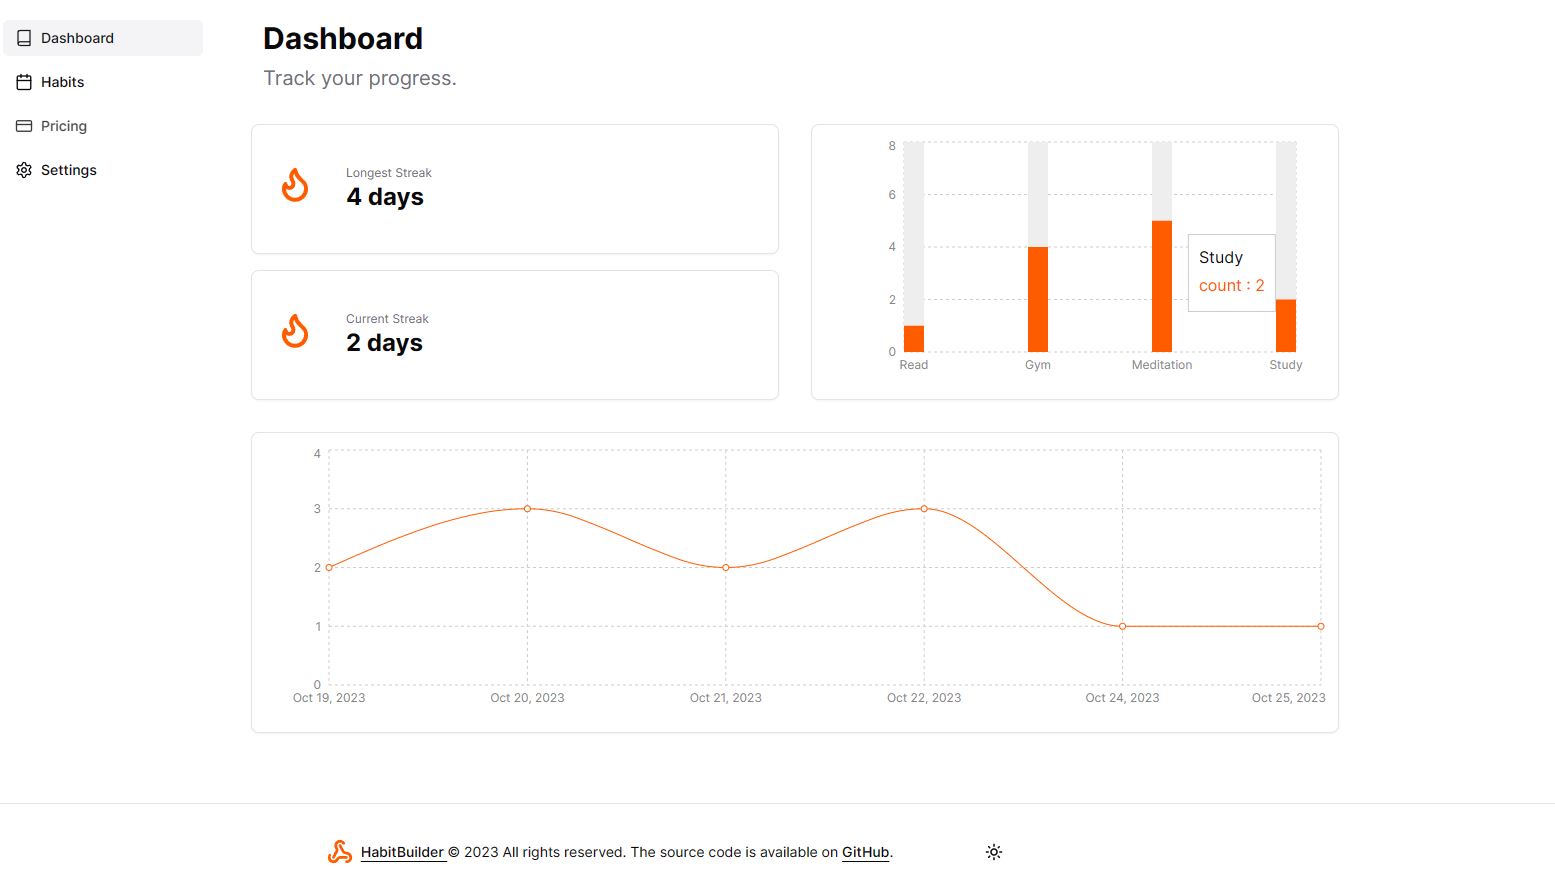 Dashboard
Habits
Pricing
Settings
Dashboard
Track your progress.
Longest Streak
4 days
Current Streak
2 days
8
6
4
2
0
Read Gym Meditation Study
Study
count : 2
4
3
2
1
0
Oct 19, 2023 Oct 20, 2023 Oct 21, 2023 Oct 22, 2023 Oct 24, 2023 Oct 25, 2023
HabitBuilder © 2023 All rights reserved. The source code is available on GitHub.